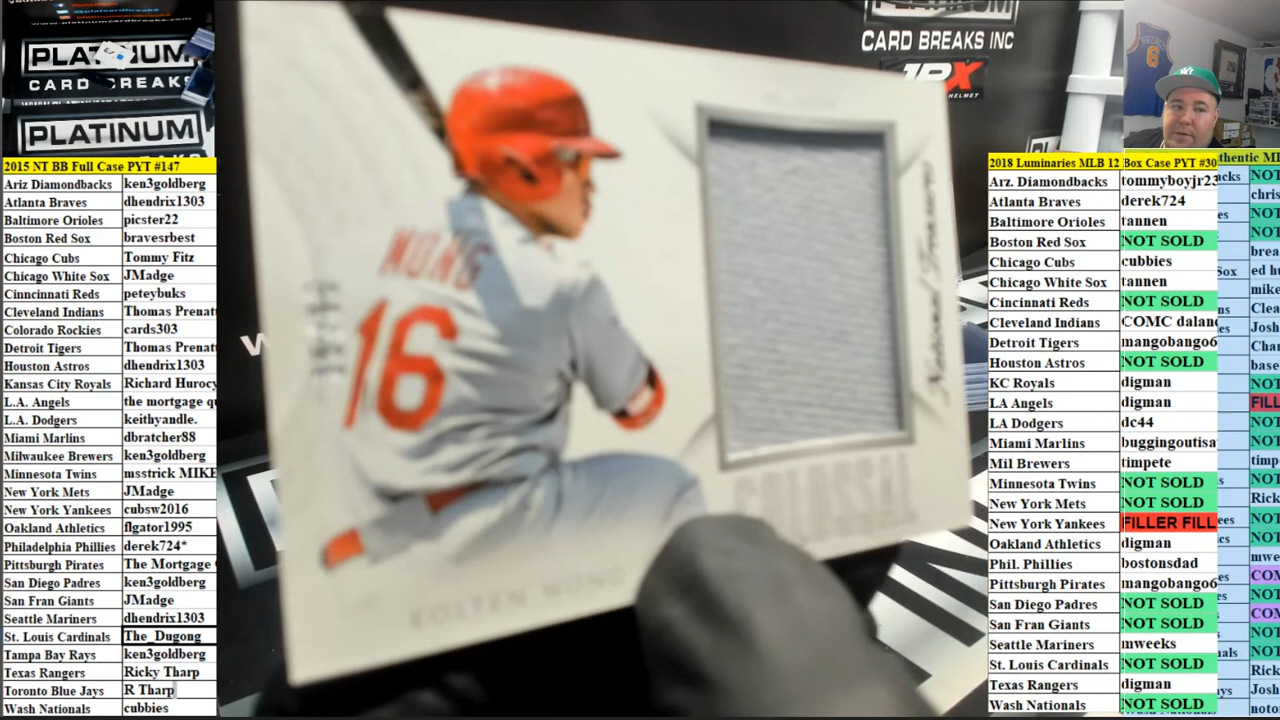 PLATINUM
CARD BREAKS
PLATINUM
CARD BREAKS INC
HELMET
2015 NT BB Full Case PYT #147
Ariz Diamondbacks ken3goldberg
Atlanta Braves dhendrix1303
Baltimore Orioles picster22
Boston Red Sox bravesrbest
Chicago Cubs Tommy Fitz
Chicago White Sox JMadge
Cinncinnati Reds peteybuks
Cleveland Indians Thomas Prenat
Colorado Rockies cards303
Detroit Tigers Thomas Prenat
Houston Astros dhendrix1303
Kansas City Royals Richard Hurocy
L.A. Angels the mortgage
L.A. Dodgers keithyandle.
Miami Marlins dbratcher88
Milwaukee Brewers ken3goldberg
Minnesota Twins msstrick MIKE
New York Mets JMadge
New York Yankees cubsw2016
Oakland Athletics flgator1995
Philadelphia Phillies derek724*
Pittsburgh Pirates The Mortgage
San Diego Padres ken3goldberg
San Fran Giants JMadge
Seattle Mariners dhendrix1303
St. Louis Cardinals The_Dugong
Tampa Bay Rays ken3goldberg
Texas Rangers Ricky Tharp
Toronto Blue Jays R Tharp
Wash Nationals cubbies
16
2018 Luminaries MLB 12 Box Case PYT #30
Arz. Diamondbacks tommyboyjr23
Atlanta Braves derek724
Baltimore Orioles tannen
Boston Red Sox NOT SOLD
Chicago Cubs cubbies
Chicago White Sox tannen
Cincinnati Reds NOT SOLD
Cleveland Indians COMC dalan
Detroit Tigers mangobango6
Houston Astros NOT SOLD
KC Royals digman
LA Angels digman
LA Dodgers dc44
Miami Marlins buggingoutisa
Mil Brewers timpete
Minnesota Twins NOT SOLD
New York Mets NOT SOLD
New York Yankees FILLER FILL
Oakland Athletics digman
Phil. Phillies bostonsdad
Pittsburgh Pirates mangobango6
San Diego Padres NOT SOLD
San Fran Giants NOT SOLD
Seattle Mariners mweeks
St. Louis Cardinals NOT SOLD
Texas Rangers digman
Wash Nationals NOT SOLD